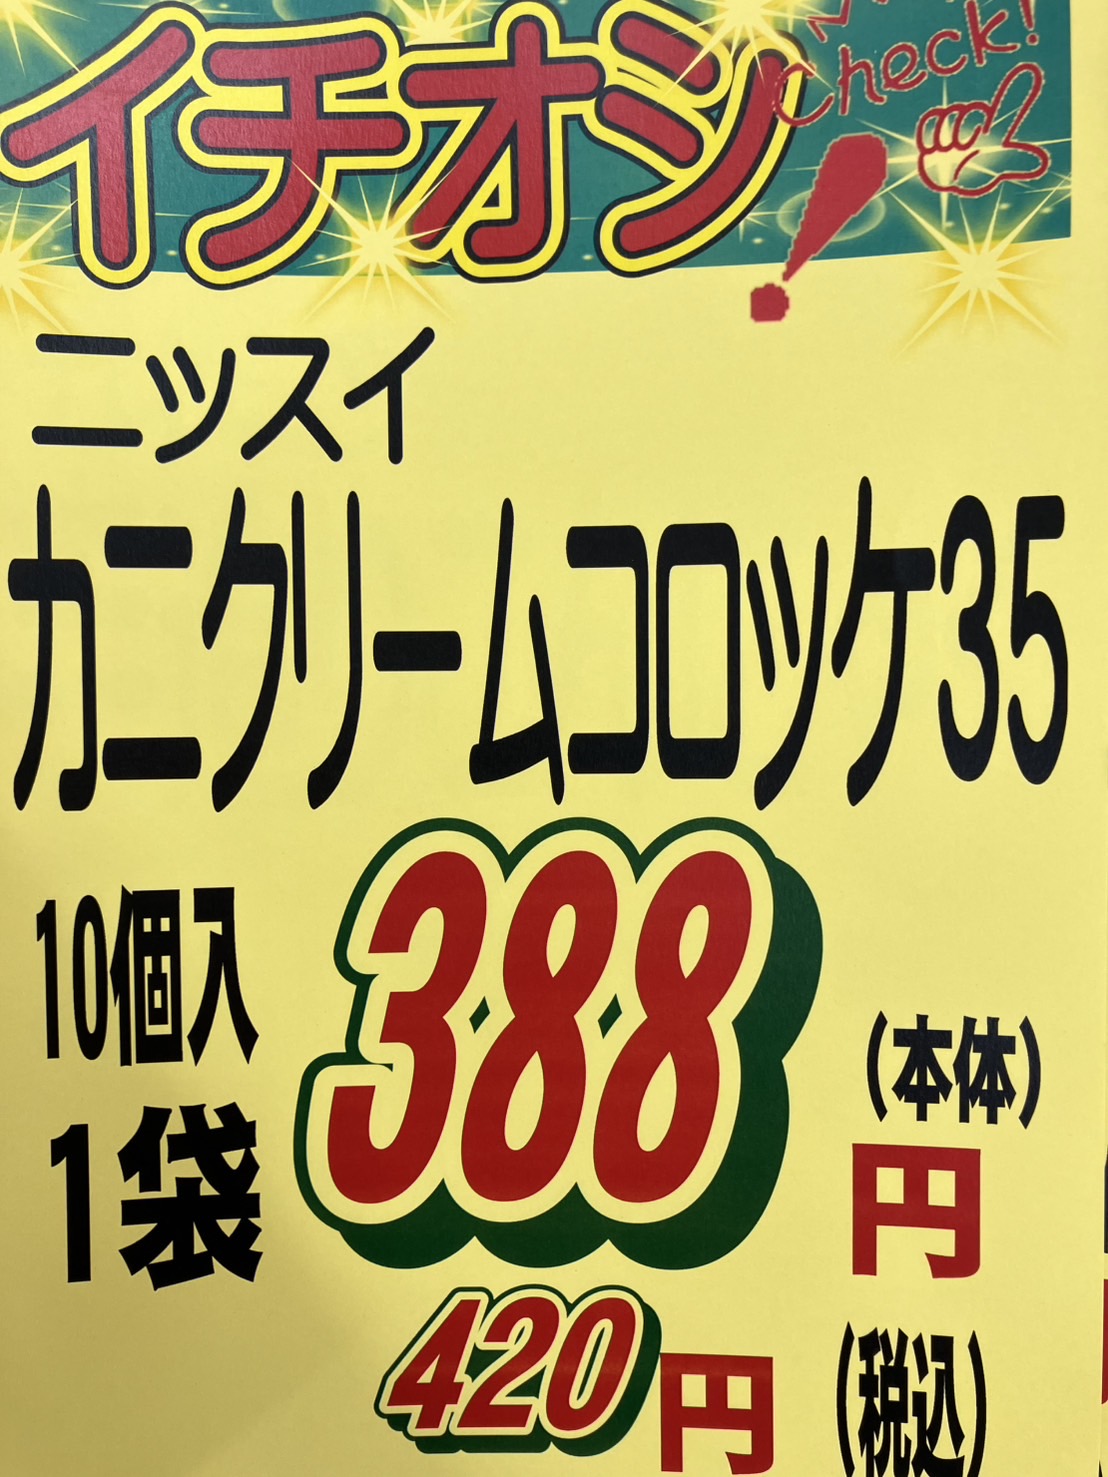 Check!
イチオシ!
ニッスイ
カニクリームコロッケ35
10個入
1袋
388
(本体)
円
420円
(税込)